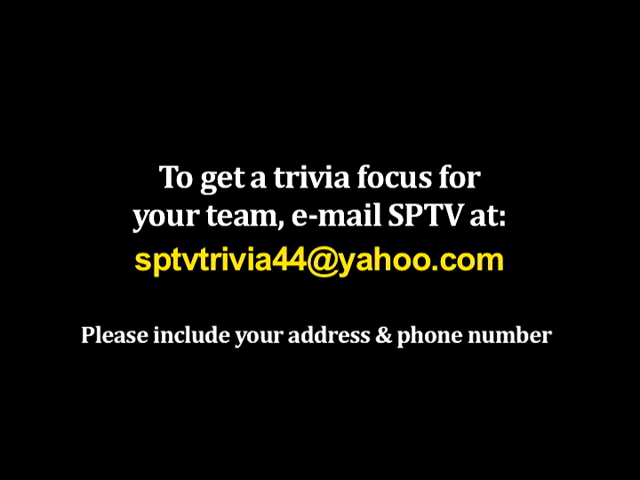 To get a trivia focus for
your team, e-mail SPTV at:
sptvtrivia44@yahoo.com
Please include your address & phone number